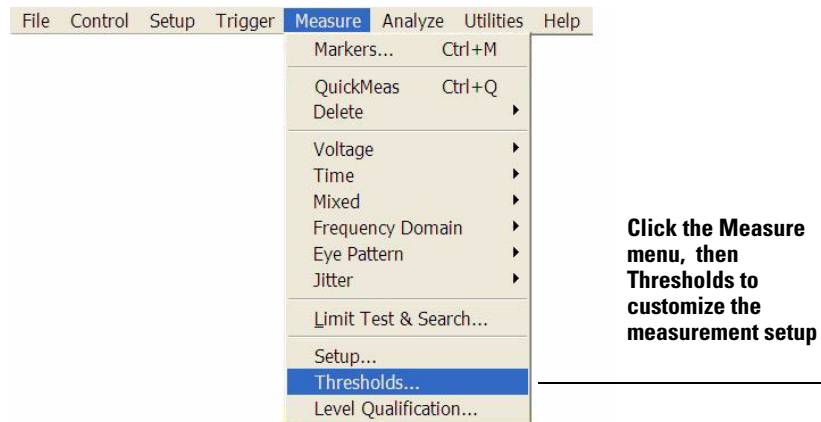 File Control Setup Trigger Measure Analyze Utilities Help
Markers... Ctrl+M
QuickMeas Ctrl+Q
Delete
Voltage
Time
Mixed
Frequency Domain
Eye Pattern
Jitter
Limit Test & Search...
Setup...
Thresholds...
Level Qualification...
Click the Measure
menu, then
Thresholds to
customize the
measurement setup